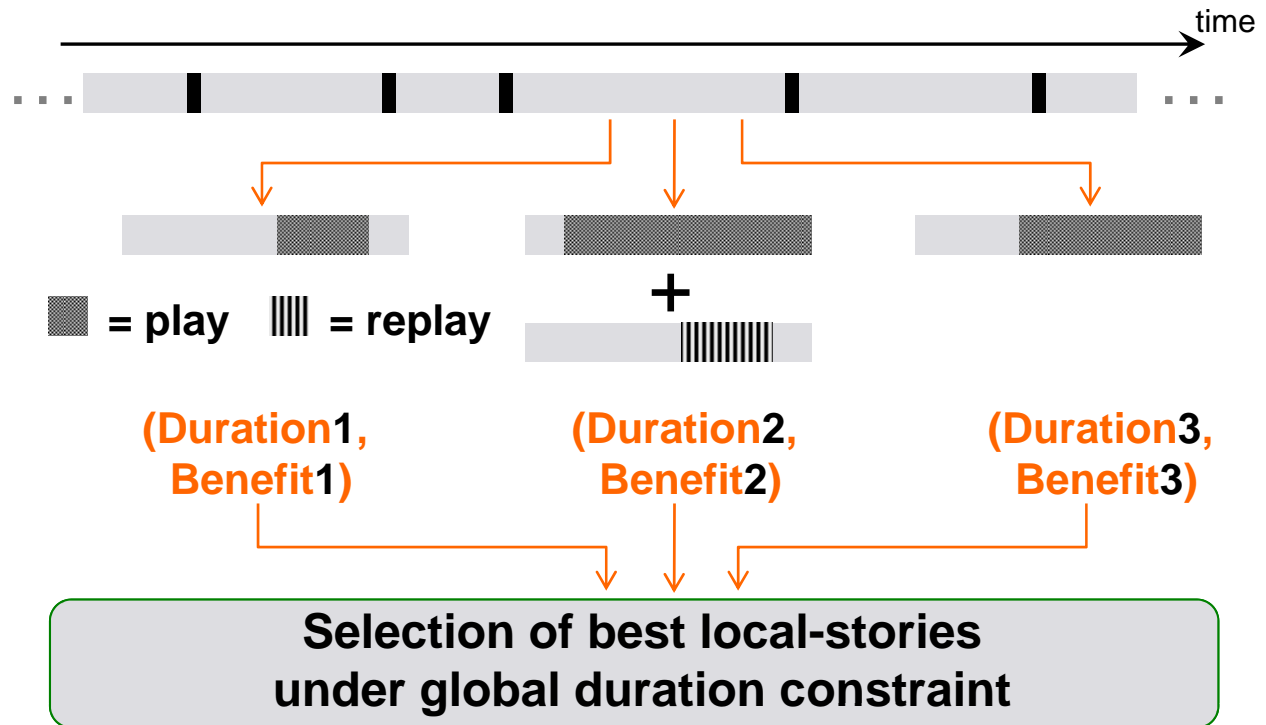 time
... ...
= play = replay
+
(Duration1, (Duration2, (Duration3,
Benefit1) Benefit2) Benefit3)
Selection of best local-stories
under global duration constraint